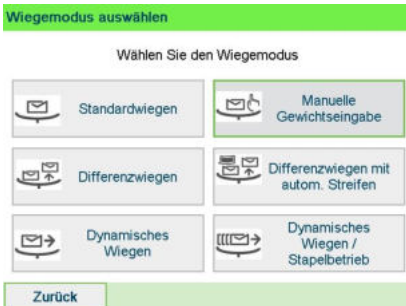 Wiegemodus auswählen
Wählen Sie den Wiegemodus
Standardwiegen
Manuelle
Gewichtseingabe
Differenzwiegen
Differenzwiegen mit
autom. Streifen
Dynamisches
Wiegen
Dynamisches
Wiegen /
Stapelbetrieb
Zurück